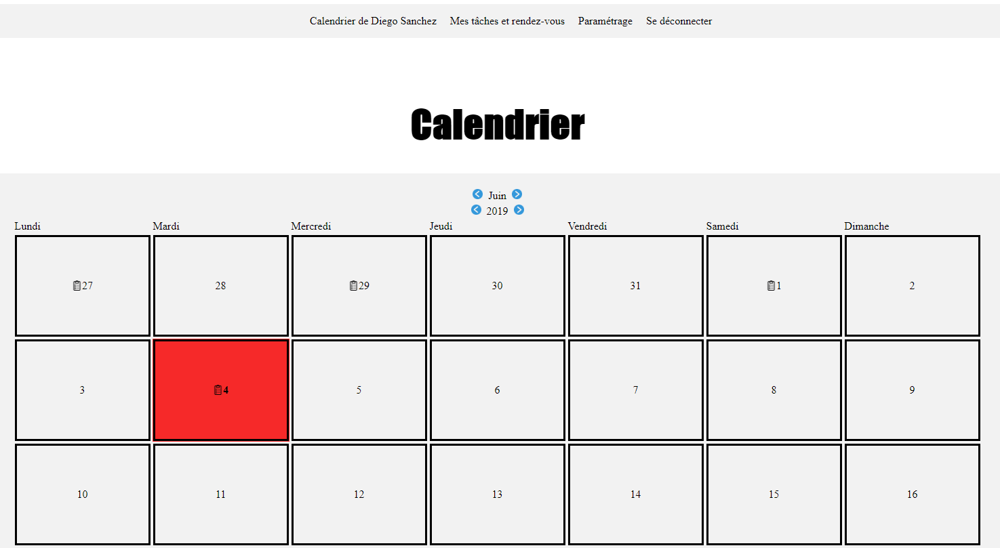 Calendrier de Diego Sanchez Mes tâches et rendez-vous Paramétrage Se déconnecter
Calendrier
Juin
2019
Lundi Mardi Mercredi Jeudi Vendredi Samedi Dimanche
27 28 29 30 31 1 2
3 4 5 6 7 8 9
10 11 12 13 14 15 16